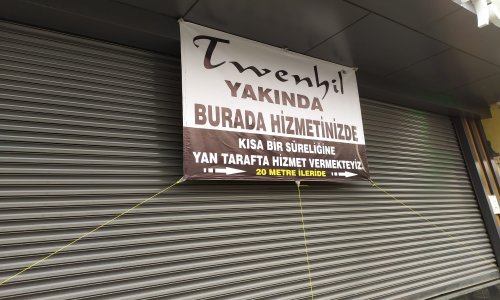 Twenhil®
YAKINDA
BURADA HİZMETİNİZDE
KISA BİR SÜRELİĞİNE
YAN TARAFTA HİZMET VERMEKTEYİZ
20 METRE İLERİDE